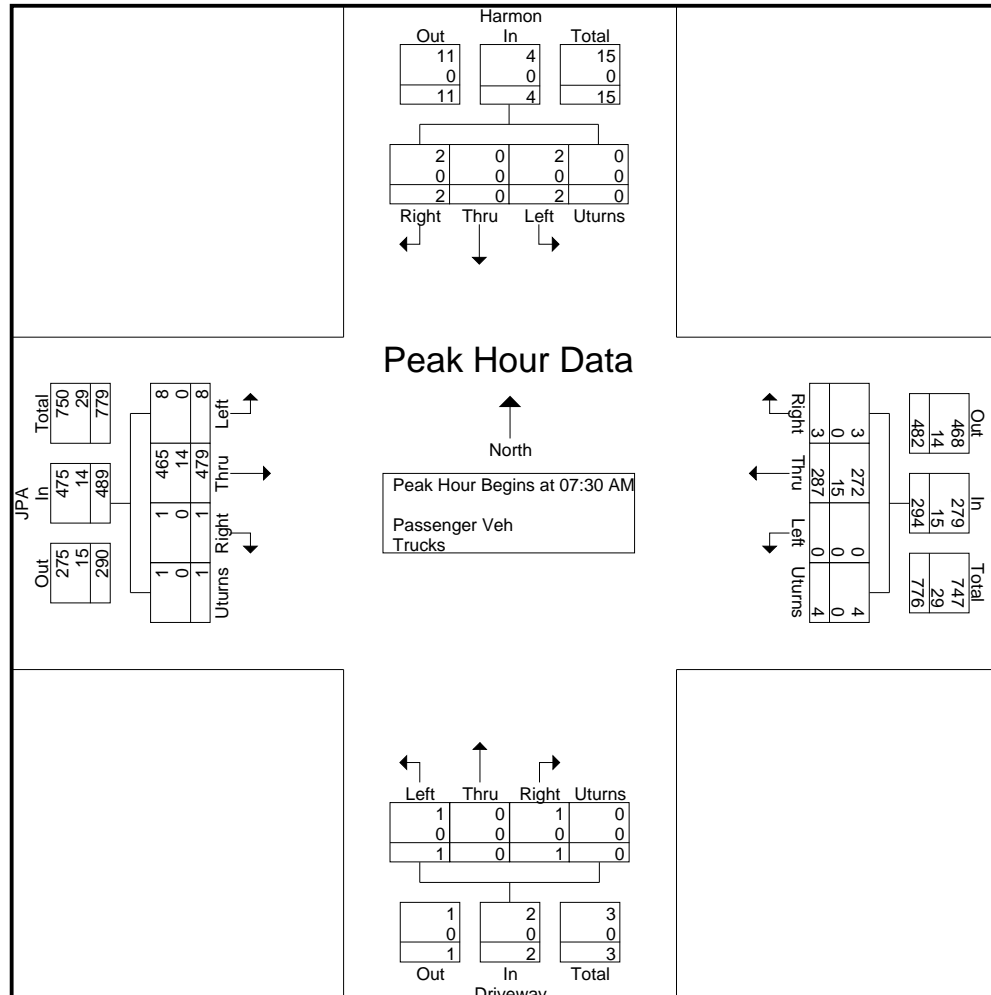 Harmon
Out In Total
11 4 15
0 0 0
11 4 15
2 0 2 0
0 0 0 0
2 0 2 0
Right Thru Left Uturns
Peak Hour Data
North
Peak Hour Begins at 07:30 AM
Passenger Veh
Trucks
JPA
Out In Total
275 475 750
15 14 29
290 489 779
1 1 465 8
0 0 14 0
1 1 479 8
Uturns Right Thru Left
Out In Total
468 279 747
14 15 29
482 294 776
3 272 0 4
0 15 0 0
3 287 0 4
Right Thru Left Uturns
Left Thru Right Uturns
1 0 1 0
0 0 0 0
1 0 1 0
1 2 3
0 0 0
1 2 3
Out In Total
Driveway